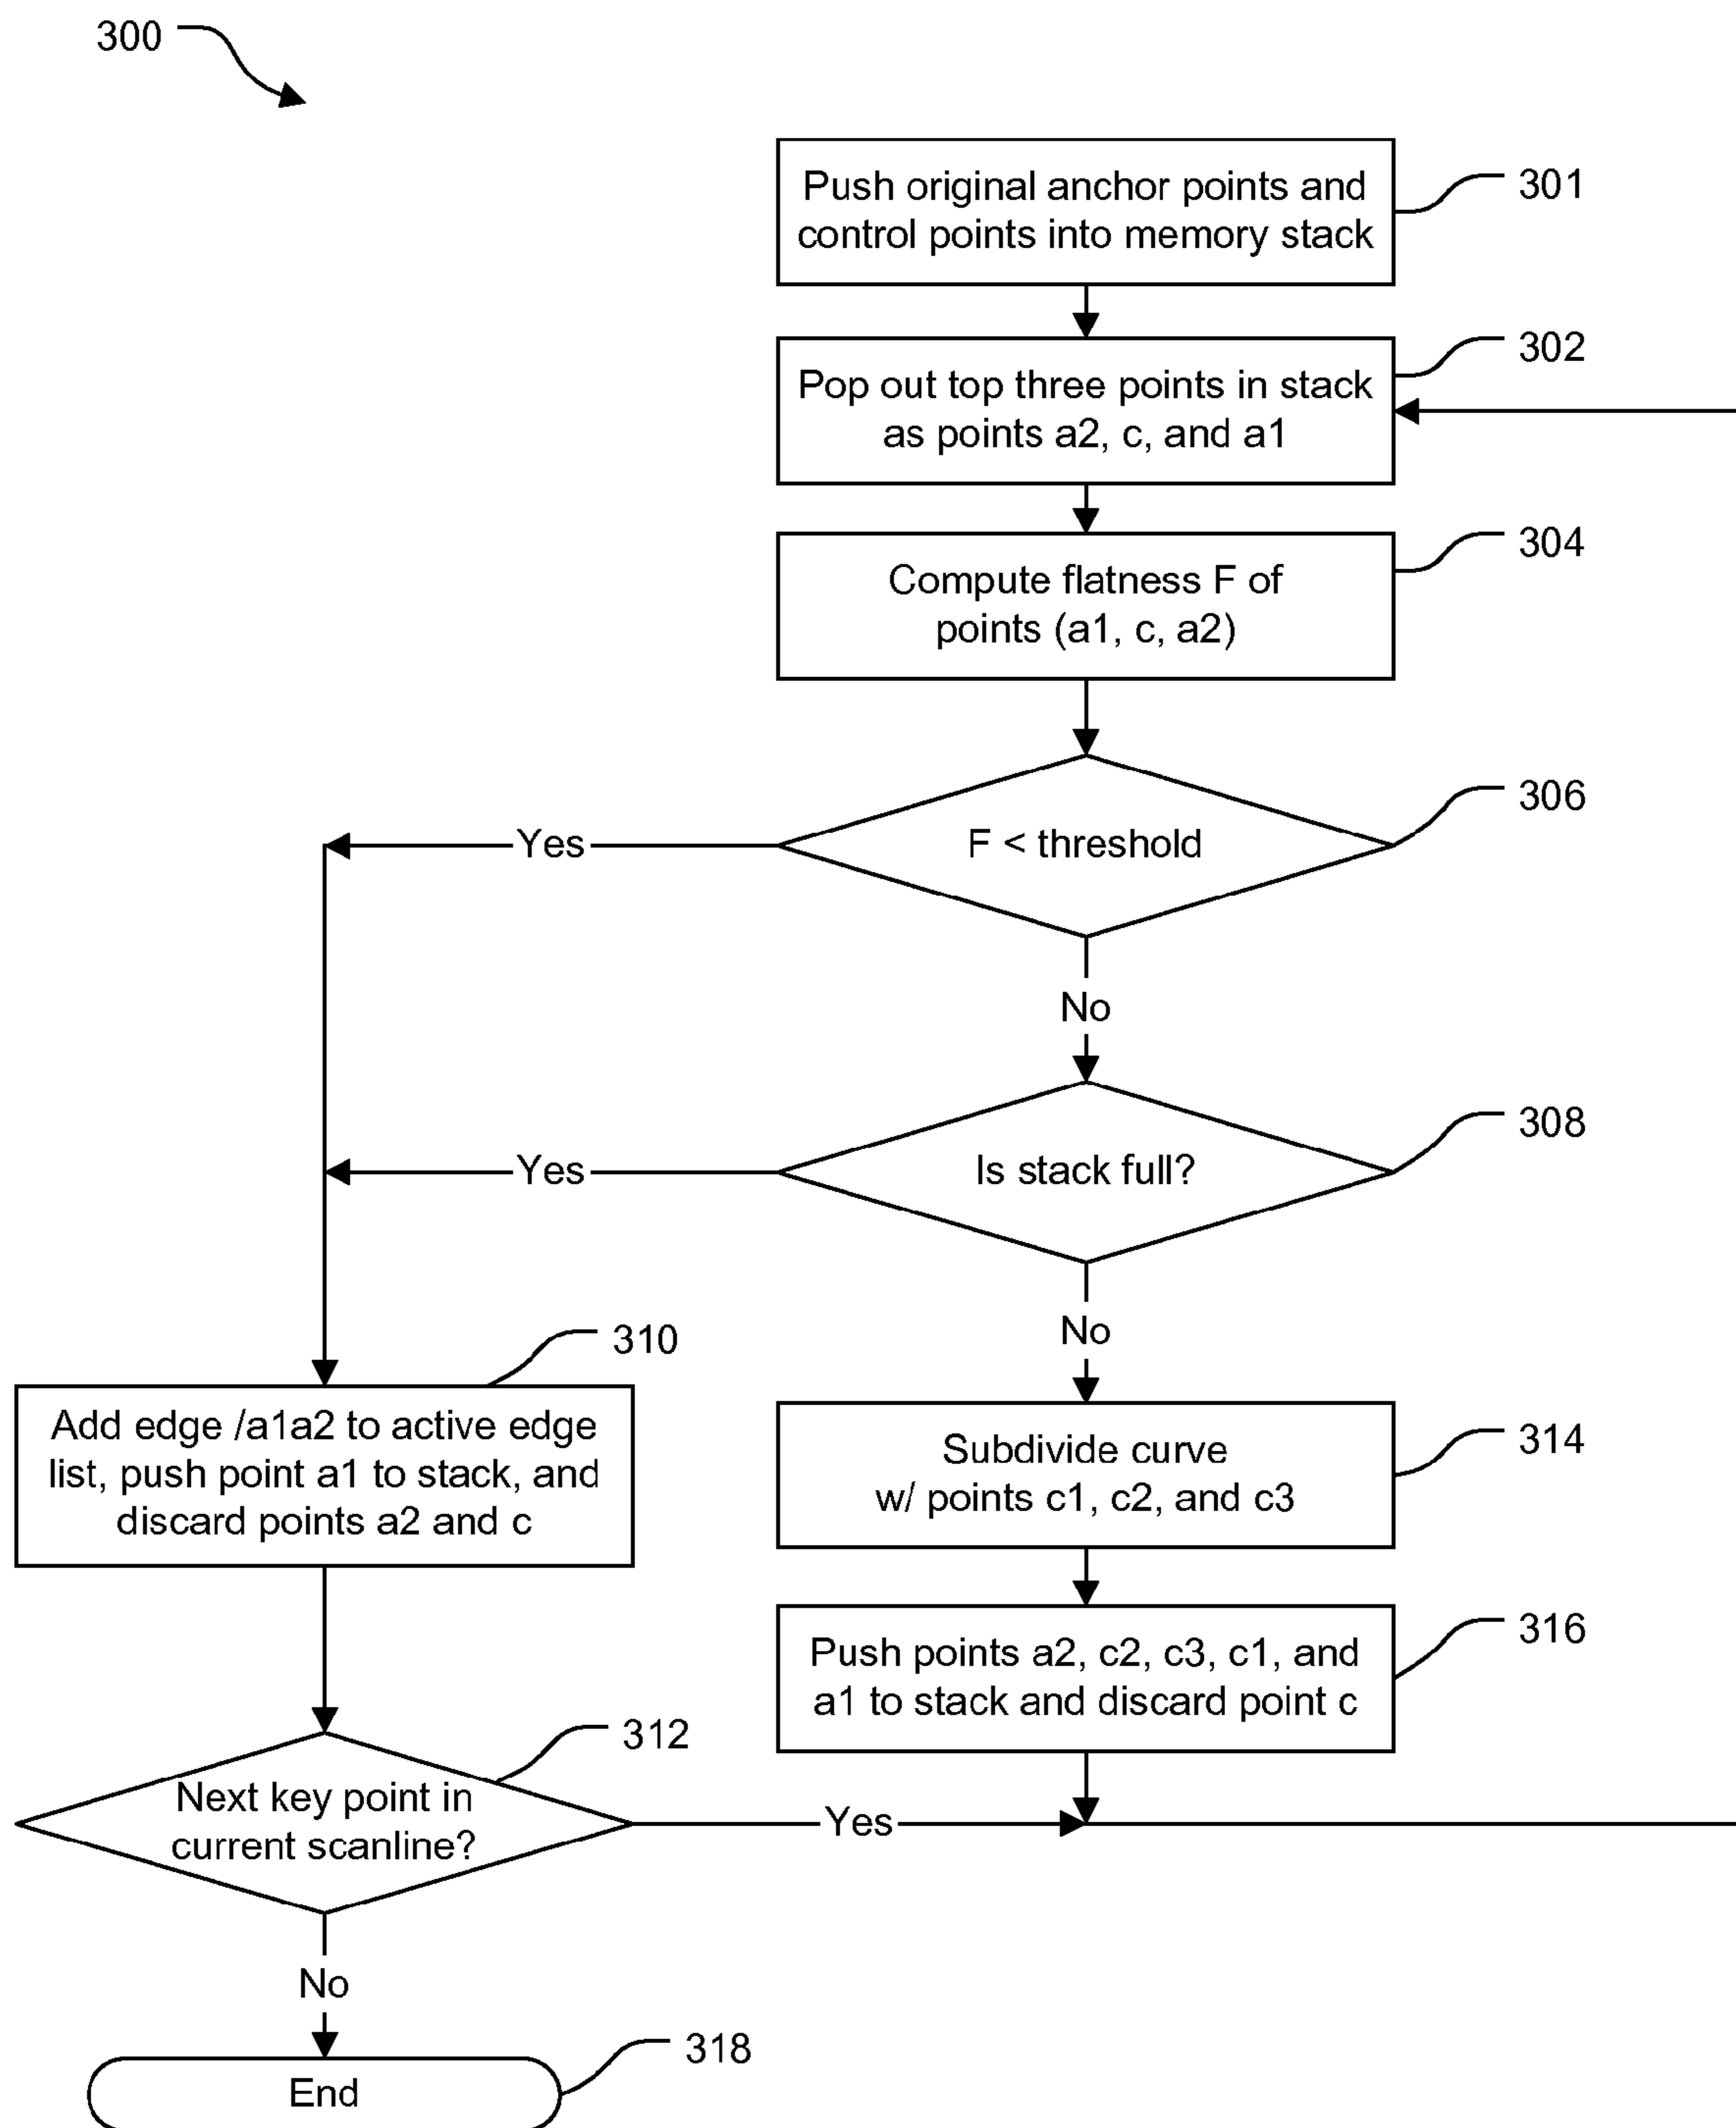 300
Push original anchor points and
control points into memory stack
301
Pop out top three points in stack
as points a2, c, and a1
302
Compute flatness F of
points (a1, c, a2)
304
F < threshold
306
Yes
No
Is stack full?
308
Yes
No
310
Add edge /a1a2 to active edge
list, push point a1 to stack, and
discard points a2 and c
Subdivide curve
w/ points c1, c2, and c3
314
Push points a2, c2, c3, c1, and
a1 to stack and discard point c
316
312
Next key point in
current scanline?
Yes
No
End
318